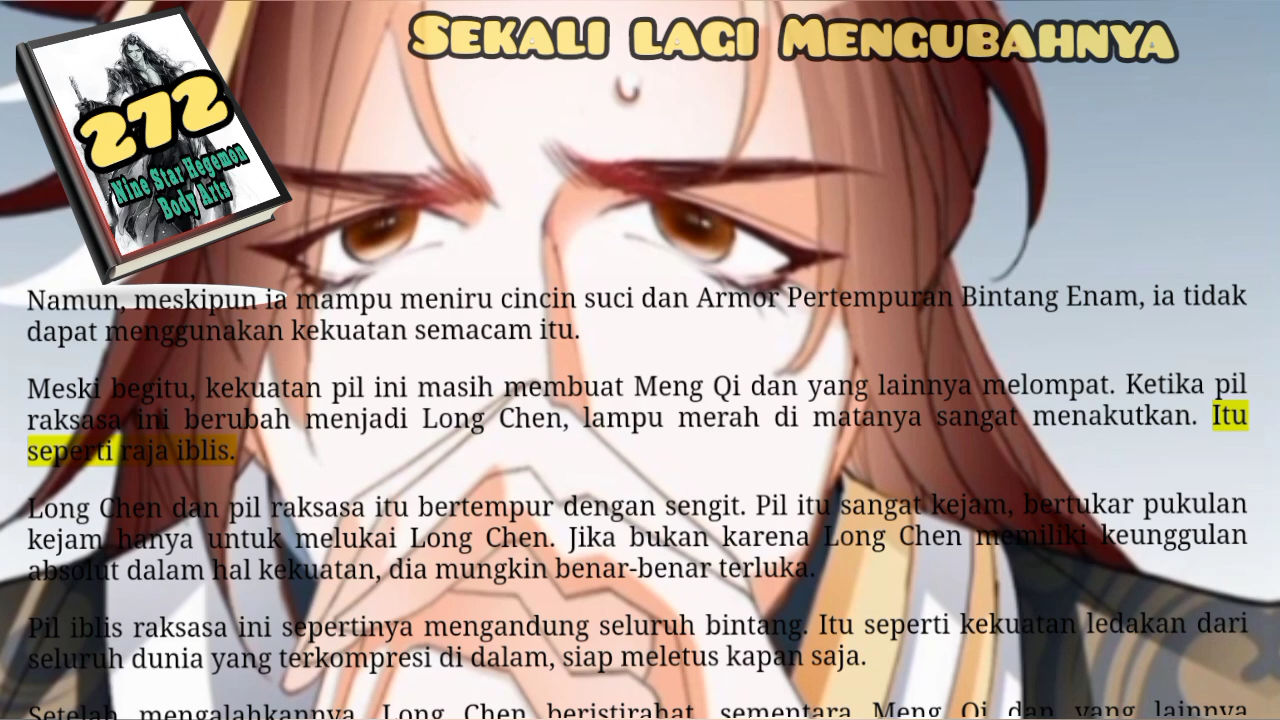 SEKALI LAGI MENGUBAHNYA
272
Nine Star Hegemon
Body Arts
Namun, meskipun ia mampu meniru cincin suci dan Armor Pertempuran Bintang Enam, ia tidak
dapat menggunakan kekuatan semacam itu.
Meski begitu, kekuatan pil ini masih membuat Meng Qi dan yang lainnya melompat. Ketika pil
raksasa ini berubah menjadi Long Chen, lampu merah di matanya sangat menakutkan. Itu
seperti raja iblis.
Long Chen dan pil raksasa itu bertempur dengan sengit. Pil itu sangat kejam, bertukar pukulan
kejam hanya untuk melukai Long Chen. Jika bukan karena Long Chen memiliki keunggulan
absolut dalam hal kekuatan, dia mungkin benar-benar terluka.
Pil iblis raksasa ini sepertinya mengandung seluruh bintang. Itu seperti kekuatan ledakan dari
seluruh dunia yang terkompresi di dalam, siap meletus kapan saja.
Setelah mengalahkannya, Long Chen beristirahat sementara Meng Qi dan yang lainnya